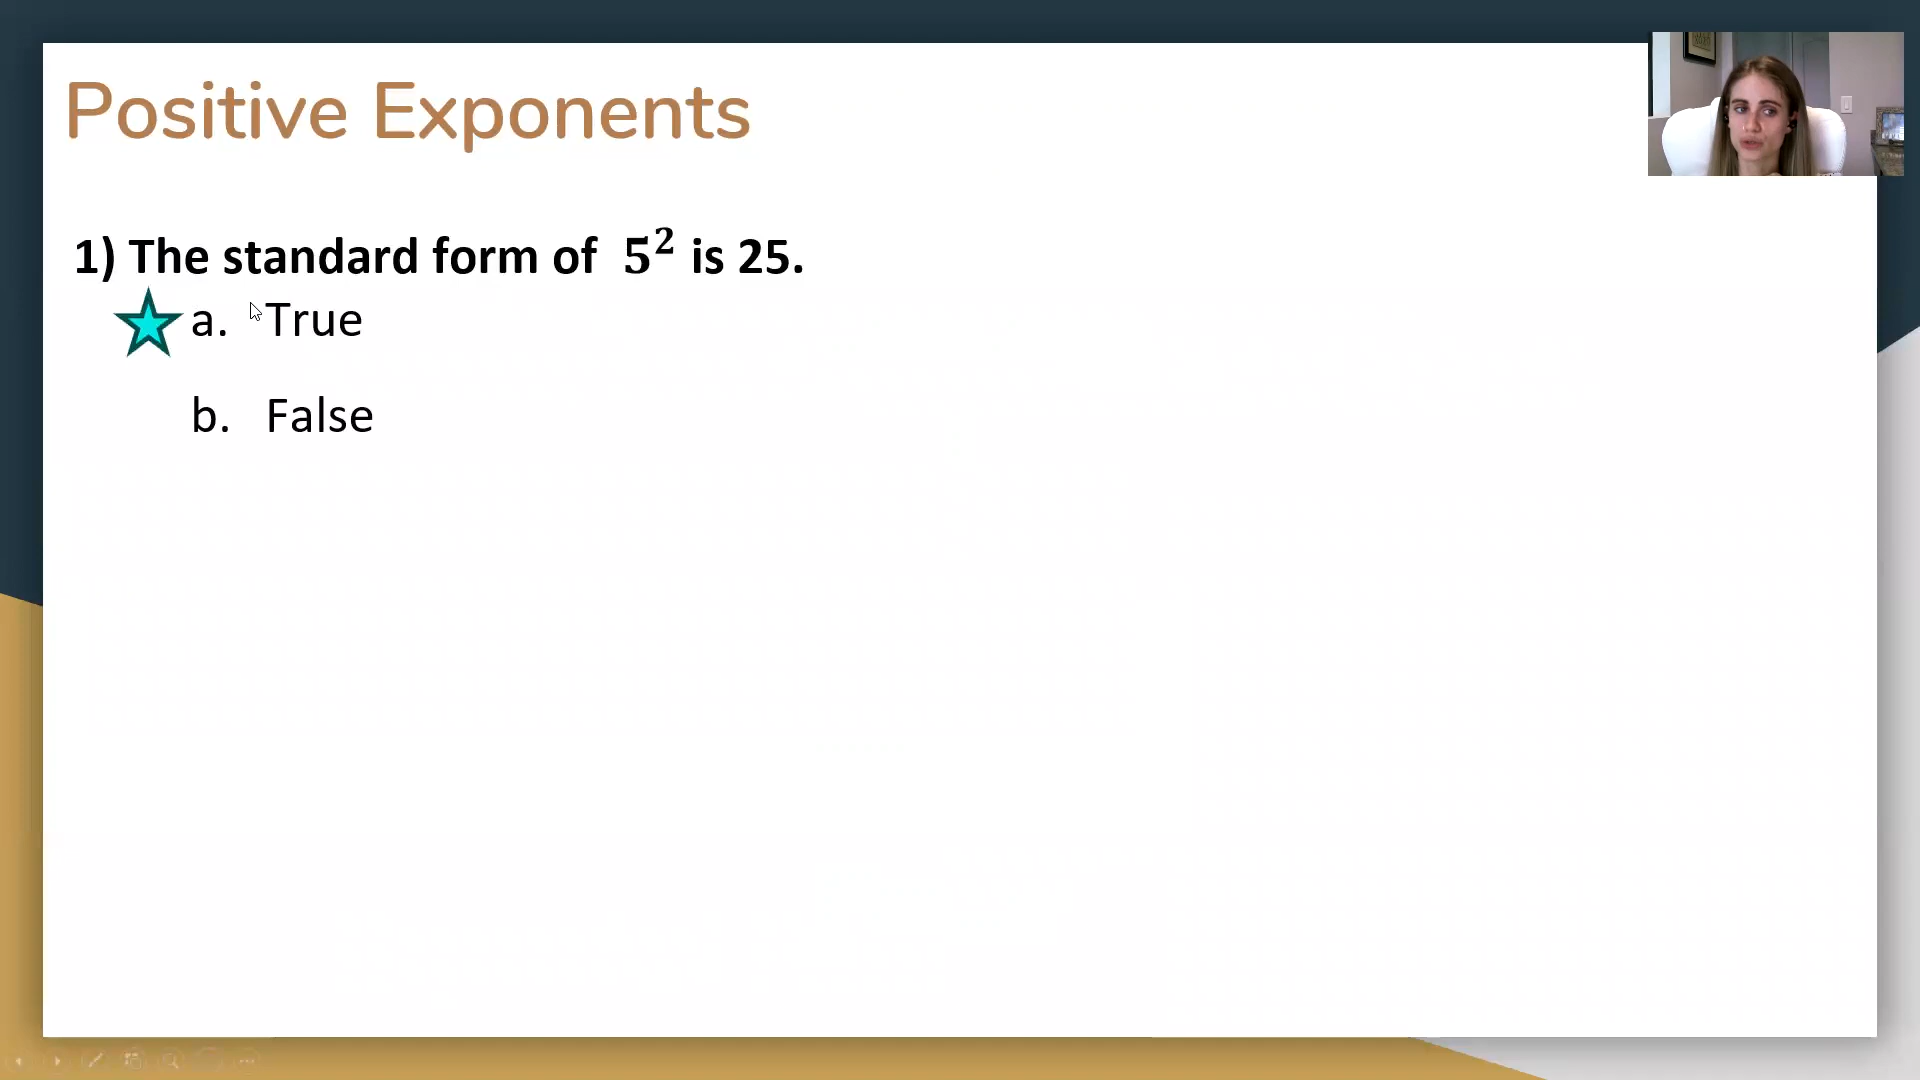 Positive Exponents
1) The standard form of 5² is 25.
a. True
b. False